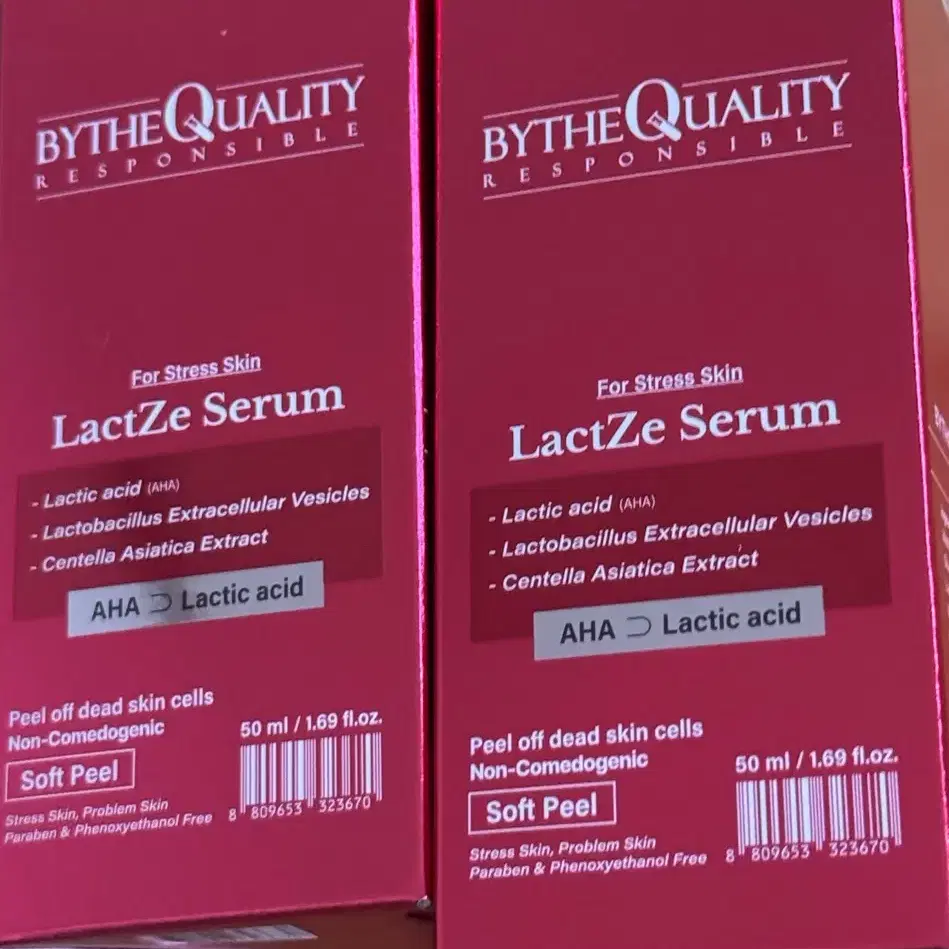 BYTHEQUALITY
RESPONSIBLE
For Stress Skin
LactZe Serum
- Lactic acid (AHA)
- Lactobacillus Extracellular Vesicles
- Centella Asiatica Extract
AHA ⊃ Lactic acid
Peel off dead skin cells
Non-Comedogenic
50 ml / 1.69 fl.oz.
Soft Peel
Stress Skin, Problem Skin
Paraben & Phenoxyethanol Free
8 809653 323670
BYTHEQUALITY
RESPONSIBLE
For Stress Skin
LactZe Serum
- Lactic acid (AHA)
- Lactobacillus Extracellular Vesicles
- Centella Asiatica Extract
AHA ⊃ Lactic acid
Peel off dead skin cells
Non-Comedogenic
50 ml / 1.69 fl.oz.
Soft Peel
Stress Skin, Problem Skin
Paraben & Phenoxyethanol Free
8 809653 323670